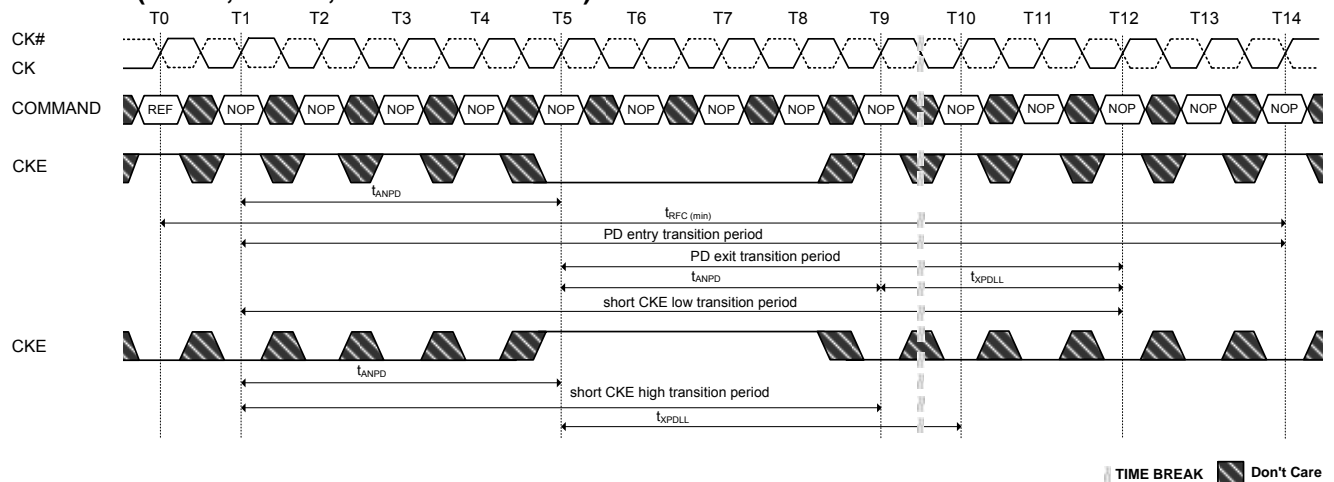 T0 T1 T2 T3 T4 T5 T6 T7 T8 T9 T10 T11 T12 T13 T14
CK#
CK
COMMAND REF NOP NOP NOP NOP NOP NOP NOP NOP NOP NOP NOP NOP NOP NOP
CKE
tANPD
tRFC (min)
PD entry transition period
PD exit transition period
tANPD tXPDLL
short CKE low transition period
CKE
tANPD
short CKE high transition period
tXPDLL
TIME BREAK Don't Care